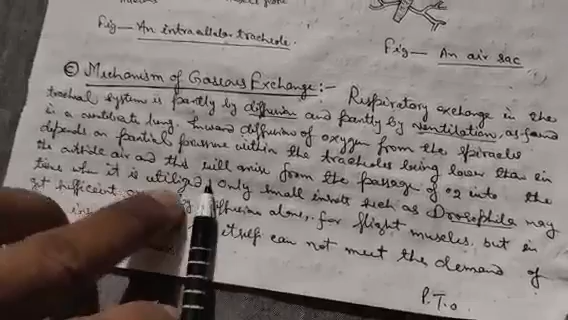 Fig— An intracellular tracheole.
Fig— An air sac
© Mechanism of Gaseous Exchange:— Respiratory exchange in the
tracheal system is partly by diffusion and partly by ventilation, as found
in a vertebrate lung. Inward diffusion of oxygen from the spiracles
depends on partial pressure within the tracheoles being lower than in
the outside air and this will arise from the passage of O2 into the
tissue when it is utilized. Only small insects such as Drosophila may
get sufficient diffusion alone, for flight muscles, but in
itself can not meet the demand of
P.T.O.